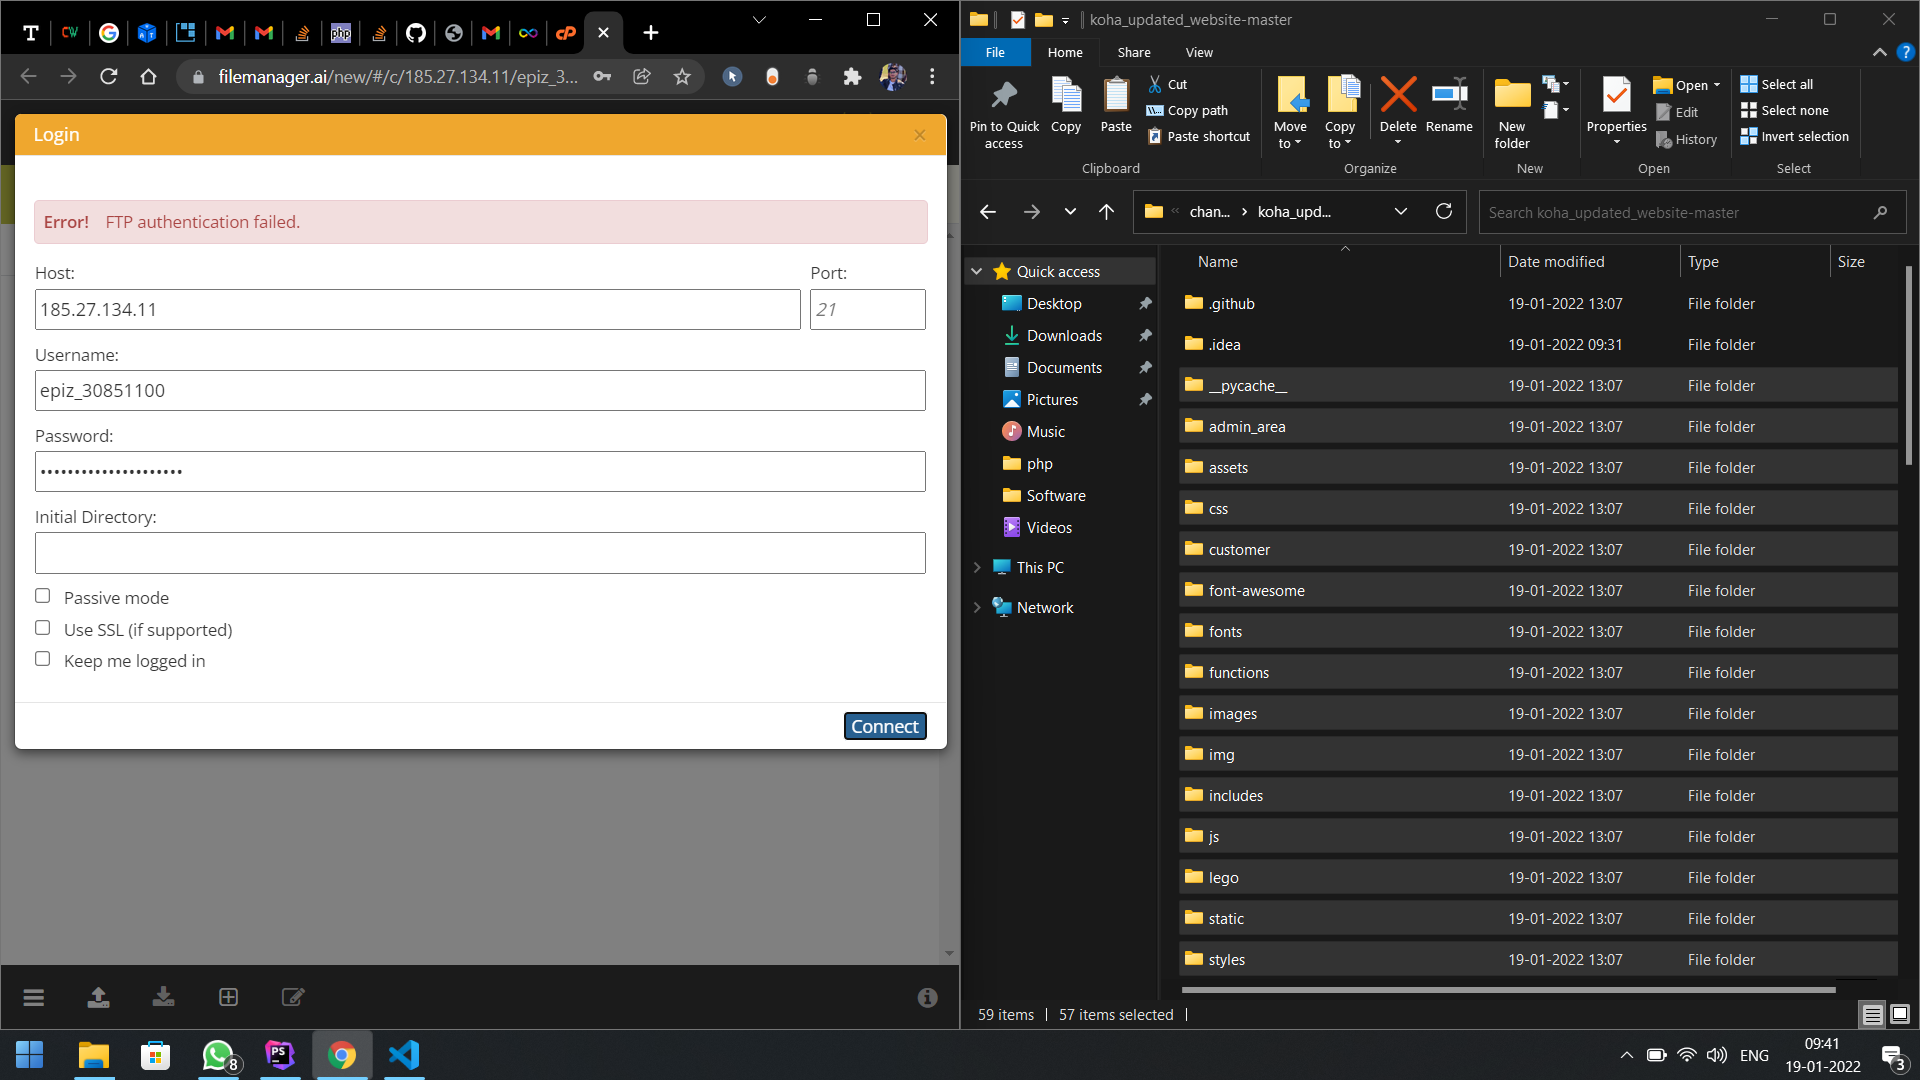 filemanager.ai/new/#/c/185.27.134.11/epiz_3...
Login
×
Error! FTP authentication failed.
Host:
Port:
185.27.134.11
21
Username:
epiz_30851100
Password:
•••••••••••••••••••••
Initial Directory:
Passive mode
Use SSL (if supported)
Keep me logged in
Connect
koha_updated_website-master
File
Home
Share
View
Pin to Quick access
Copy
Paste
Cut
Copy path
Paste shortcut
Clipboard
Move to
Copy to
Delete
Rename
Organize
New folder
New
Properties
Open
Edit
History
Open
Select all
Select none
Invert selection
Select
« chan... › koha_upd...
Search koha_updated_website-master
Quick access
Desktop
Downloads
Documents
Pictures
Music
php
Software
Videos
This PC
Network
Name Date modified Type Size
.github 19-01-2022 13:07 File folder
.idea 19-01-2022 09:31 File folder
__pycache__ 19-01-2022 13:07 File folder
admin_area 19-01-2022 13:07 File folder
assets 19-01-2022 13:07 File folder
css 19-01-2022 13:07 File folder
customer 19-01-2022 13:07 File folder
font-awesome 19-01-2022 13:07 File folder
fonts 19-01-2022 13:07 File folder
functions 19-01-2022 13:07 File folder
images 19-01-2022 13:07 File folder
img 19-01-2022 13:07 File folder
includes 19-01-2022 13:07 File folder
js 19-01-2022 13:07 File folder
lego 19-01-2022 13:07 File folder
static 19-01-2022 13:07 File folder
styles 19-01-2022 13:07 File folder
59 items
57 items selected
8
PS
ENG
09:41
19-01-2022
3
T
CW
php
cP